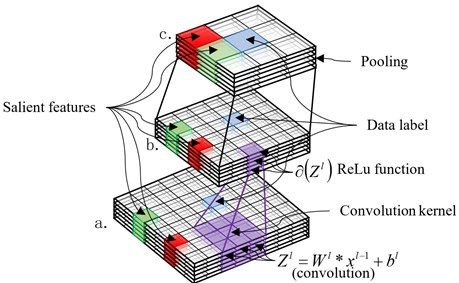 c.
Pooling
Salient features
Data label
b.
∂(Z^l) ReLu function
Convolution kernel
a.
Z^l = W^l * x^{l-1} + b^l
(convolution)